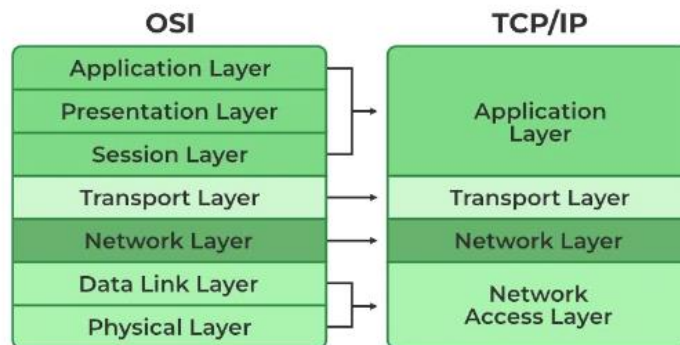 OSI
Application Layer
Presentation Layer
Session Layer
Transport Layer
Network Layer
Data Link Layer
Physical Layer
TCP/IP
Application
Layer
Transport Layer
Network Layer
Network
Access Layer